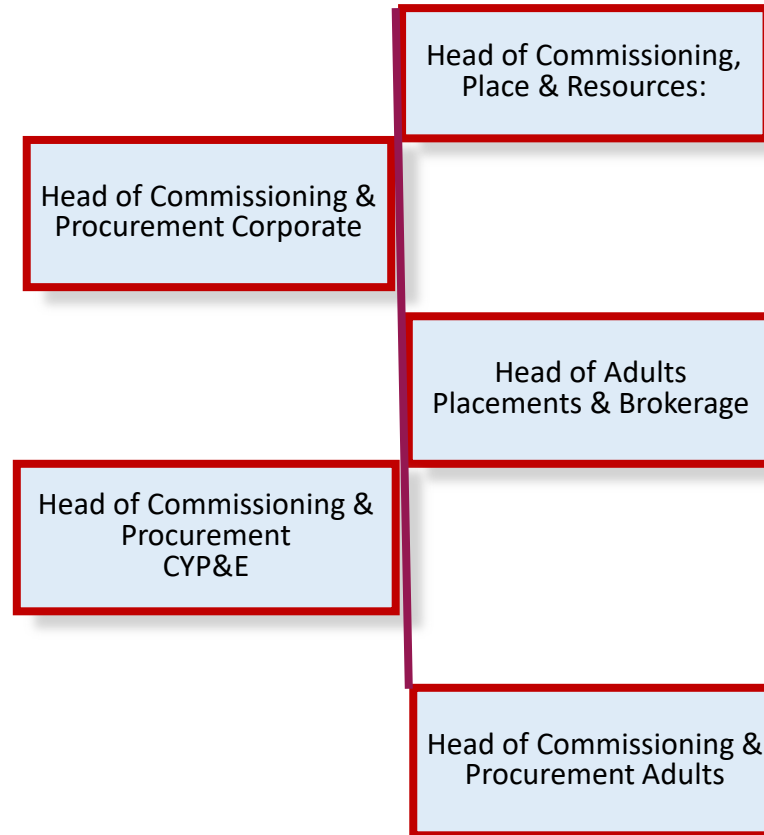 Head of Commissioning,
Place & Resources:
Head of Commissioning &
Procurement Corporate
Head of Adults
Placements & Brokerage
Head of Commissioning &
Procurement
CYP&E
Head of Commissioning &
Procurement Adults